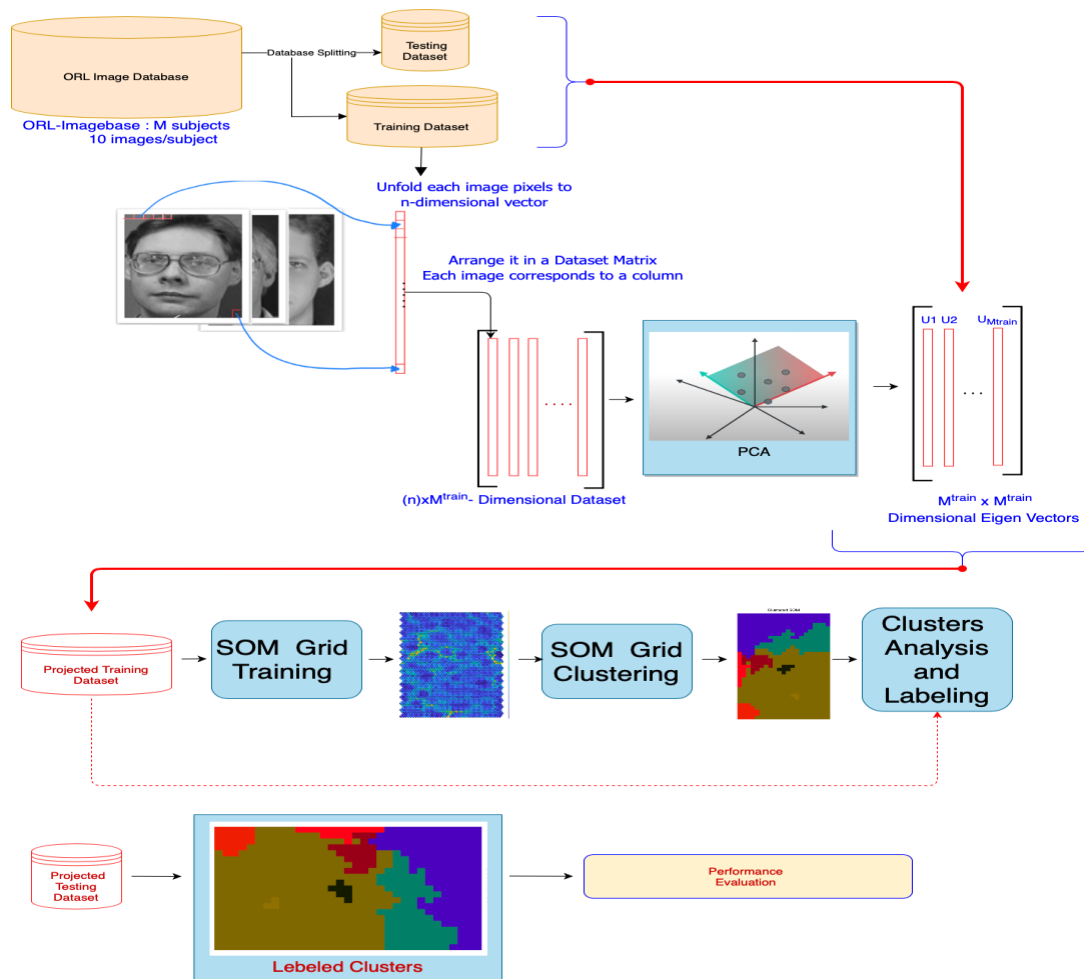 ORL Image Database
Database Splitting
Testing
Dataset
Training Dataset
ORL-Imagebase : M subjects
10 images/subject
Unfold each image pixels to
n-dimensional vector
Arrange it in a Dataset Matrix
Each image corresponds to a column
U1 U2 UMtrain
. . . .
. . .
PCA
(n)xMtrain- Dimensional Dataset
Mtrain x Mtrain
Dimensional Eigen Vectors
Projected Training
Dataset
SOM Grid
Training
SOM Grid
Clustering
Clusters
Analysis
and
Labeling
Projected
Testing
Dataset
Labeled Clusters
Performance
Evaluation